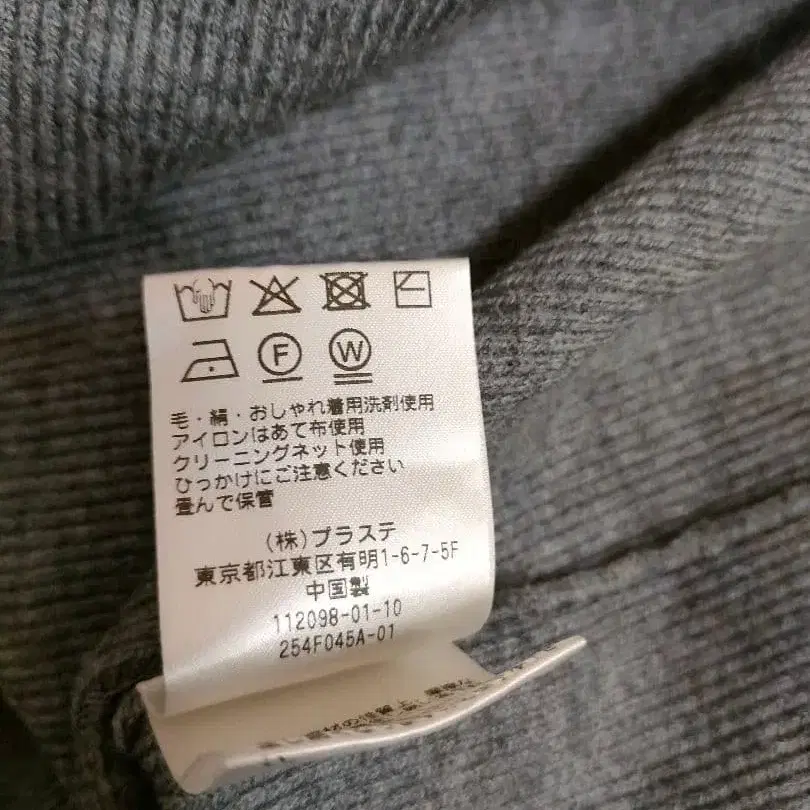 F W
毛・絹・おしゃれ着用洗剤使用
アイロンはあて布使用
クリーニングネット使用
ひっかけにご注意ください
畳んで保管
(株)プラステ
東京都江東区有明1-6-7-5F
中国製
112098-01-10
254F045A-01